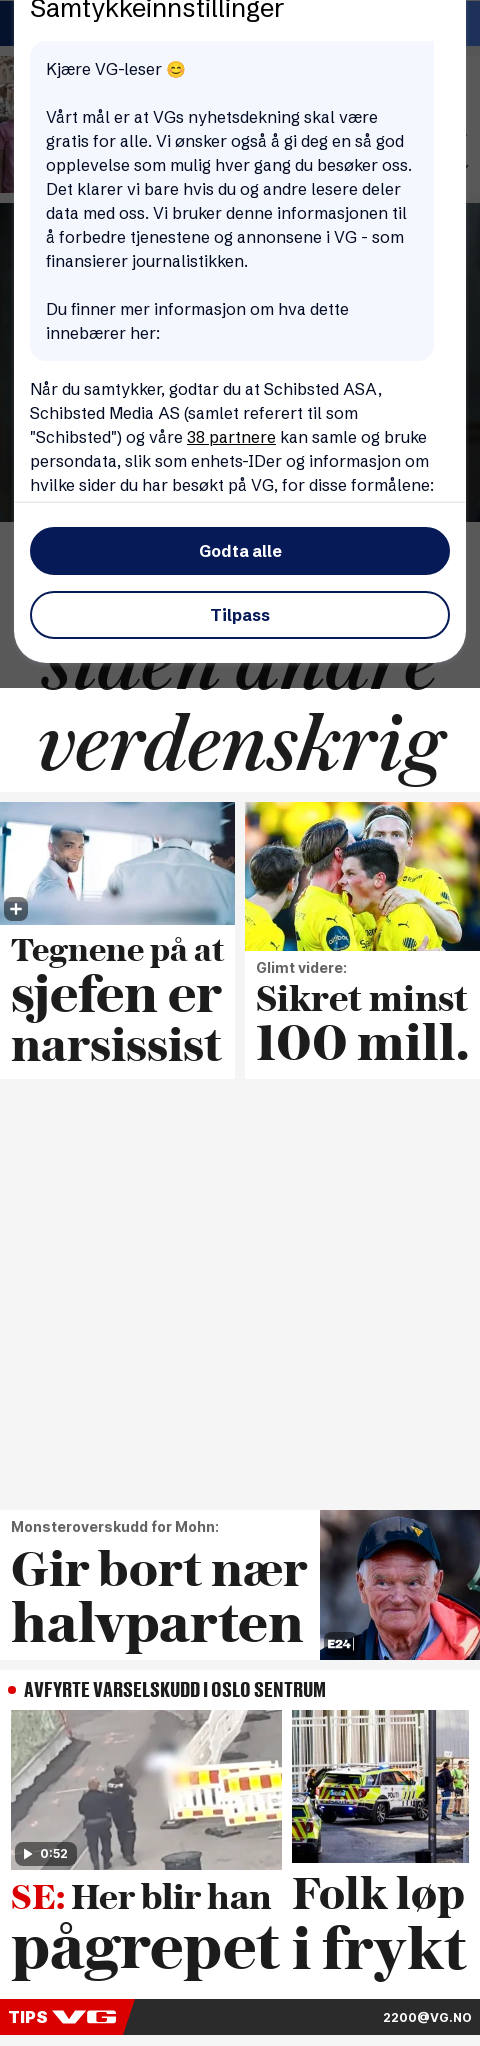 Samtykkeinnstillinger
Kjære VG-leser 😊
Vårt mål er at VGs nyhetsdekning skal være
gratis for alle. Vi ønsker også å gi deg en så god
opplevelse som mulig hver gang du besøker oss.
Det klarer vi bare hvis du og andre lesere deler
data med oss. Vi bruker denne informasjonen til
å forbedre tjenestene og annonsene i VG - som
finansierer journalistikken.
Du finner mer informasjon om hva dette
innebærer her:
Når du samtykker, godtar du at Schibsted ASA,
Schibsted Media AS (samlet referert til som
"Schibsted") og våre 38 partnere kan samle og bruke
persondata, slik som enhets-IDer og informasjon om
hvilke sider du har besøkt på VG, for disse formålene:
Godta alle
Tilpass
siden andre
verdenskrig
Tegnene på at
sjefen er
narsissist
Glimt videre:
Sikret minst
100 mill.
Monsteroverskudd for Mohn:
Gir bort nær
halvparten
E24
AVFYRTE VARSELSKUDD I OSLO SENTRUM
0:52
SE: Her blir han
pågrepet
Folk løp
i frykt
TIPS VG
2200@VG.NO